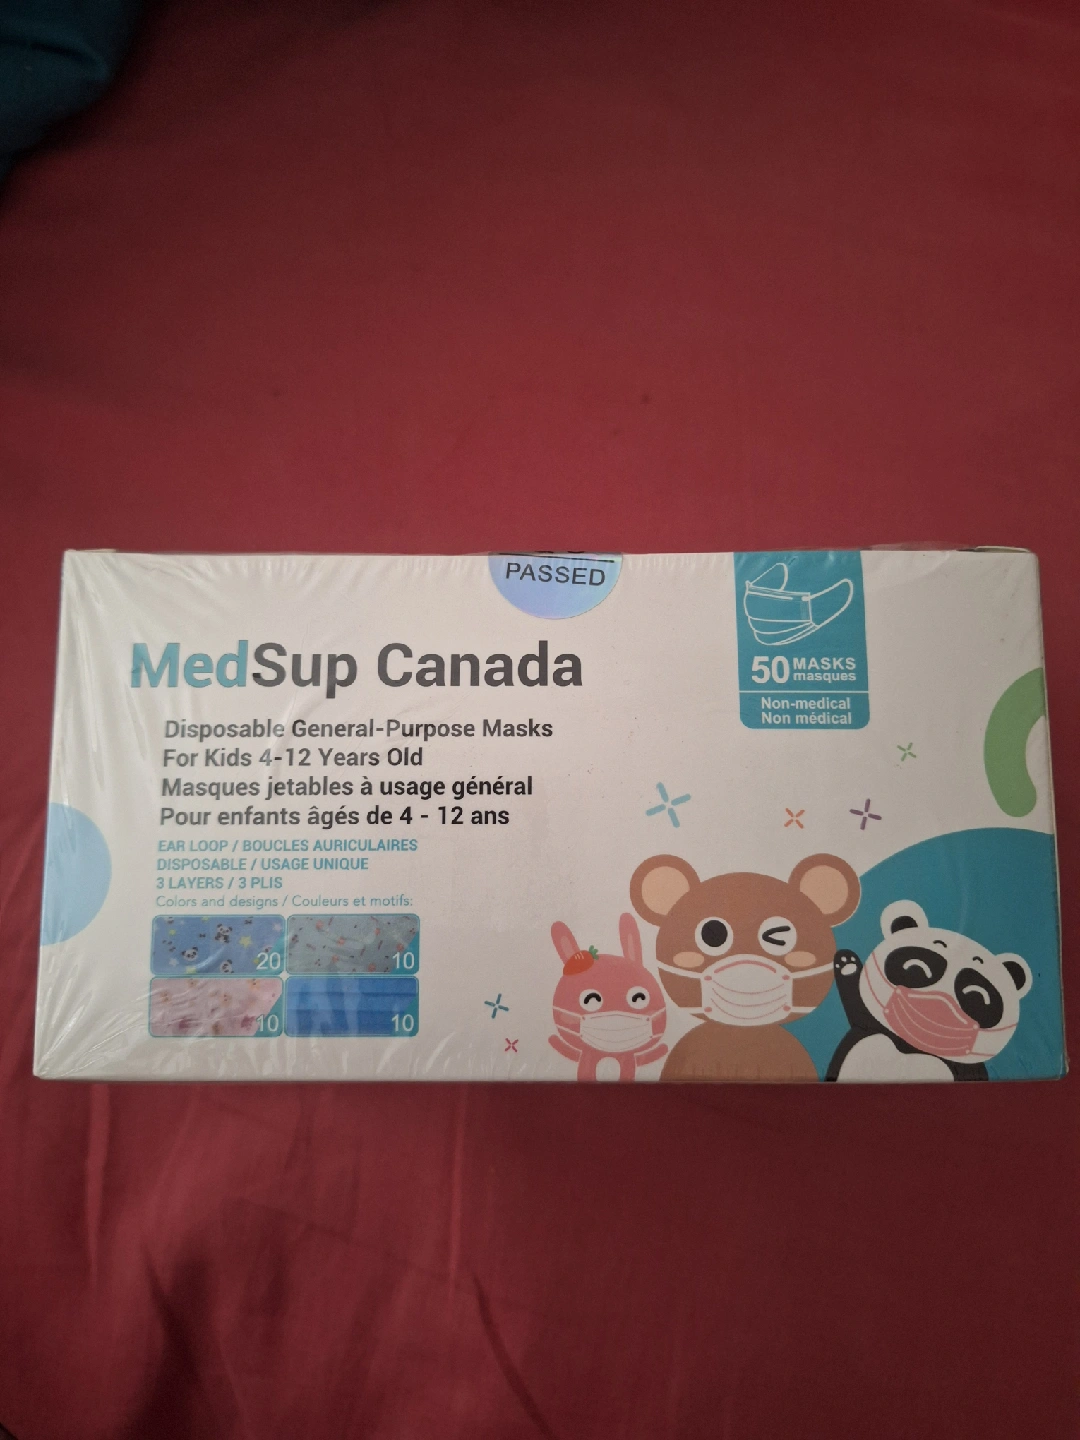 PASSED
MedSup Canada
Disposable General-Purpose Masks
For Kids 4-12 Years Old
Masques jetables à usage général
Pour enfants âgés de 4 - 12 ans
EAR LOOP / BOUCLES AURICULAIRES
DISPOSABLE / USAGE UNIQUE
3 LAYERS / 3 PLIS
Colors and designs / Couleurs et motifs:
20
10
10
10
50 MASKS
masques
Non-medical
Non médical